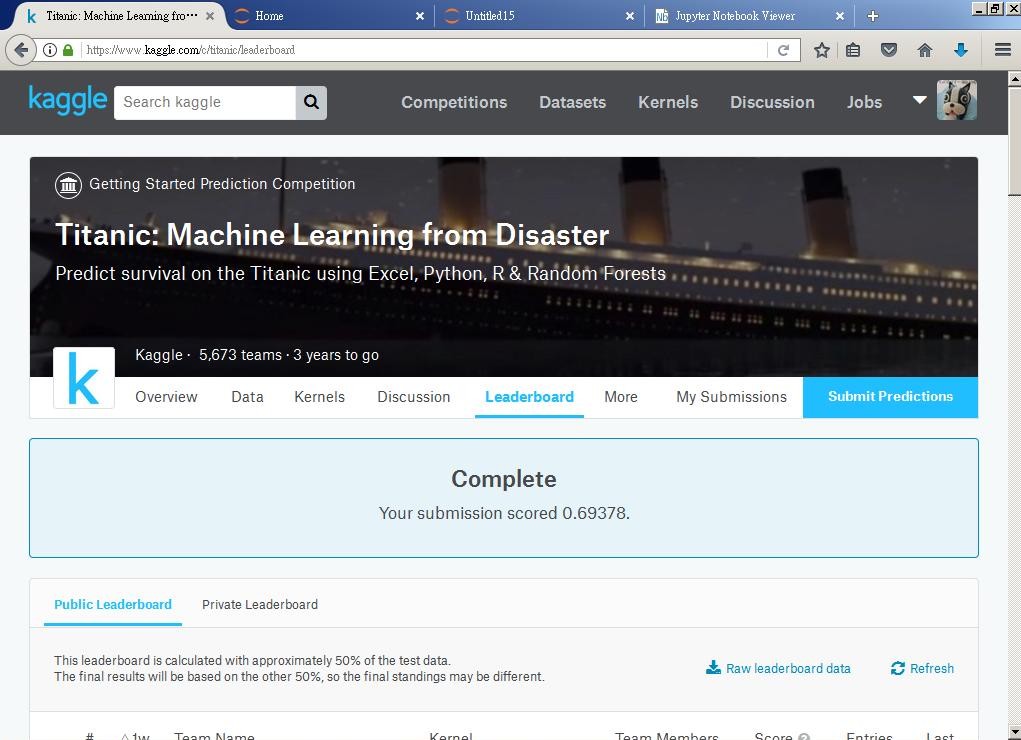 Titanic: Machine Learning fro··· Home Untitled15 Jupyter Notebook Viewer
https://www.kaggle.com/c/titanic/leaderboard
kaggle Search kaggle Competitions Datasets Kernels Discussion Jobs
Getting Started Prediction Competition
Titanic: Machine Learning from Disaster
Predict survival on the Titanic using Excel, Python, R & Random Forests
Kaggle · 5,673 teams · 3 years to go
k
Overview Data Kernels Discussion Leaderboard More My Submissions Submit Predictions
Complete
Your submission scored 0.69378.
Public Leaderboard Private Leaderboard
This leaderboard is calculated with approximately 50% of the test data.
The final results will be based on the other 50%, so the final standings may be different.
Raw leaderboard data Refresh
# △1w Team Name Kernel Team Members Score Entries Last